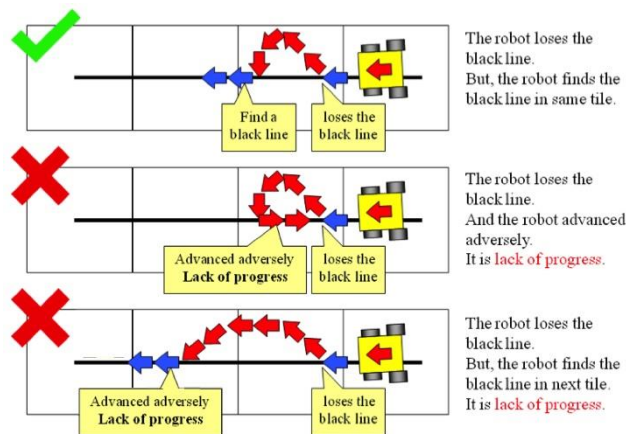 The robot loses the
black line.
But, the robot finds the
black line in same tile.
Find a
black line
loses the
black line
The robot loses the
black line.
And the robot advanced
adversely.
It is lack of progress.
Advanced adversely
Lack of progress
loses the
black line
The robot loses the
black line.
But, the robot finds the
black line in next tile.
It is lack of progress.
Advanced adversely
Lack of progress
loses the
black line